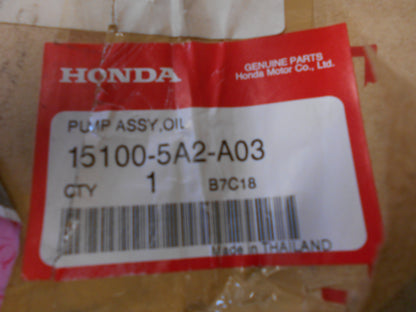 HONDA
GENUINE PARTS
Honda Motor Co., Ltd.
PUMP ASSY,OIL
15100-5A2-A03
QTY 1 B7C18
Made in THAILAND